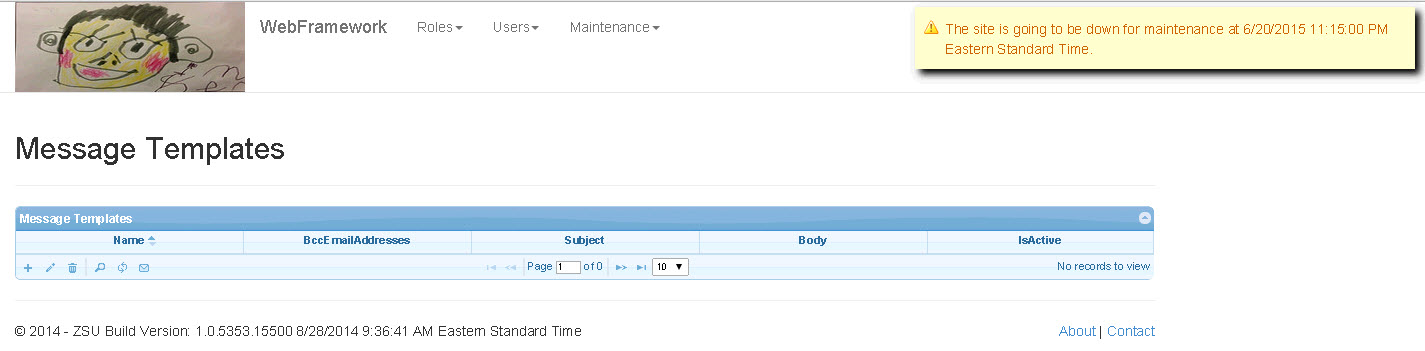 WebFramework Roles Users Maintenance
The site is going to be down for maintenance at 6/20/2015 11:15:00 PM
Eastern Standard Time.
Message Templates
Message Templates
Name BccEmailAddresses Subject Body IsActive
Page 1 of 0 10 No records to view
© 2014 - ZSU Build Version: 1.0.5353.15500 8/28/2014 9:36:41 AM Eastern Standard Time About | Contact